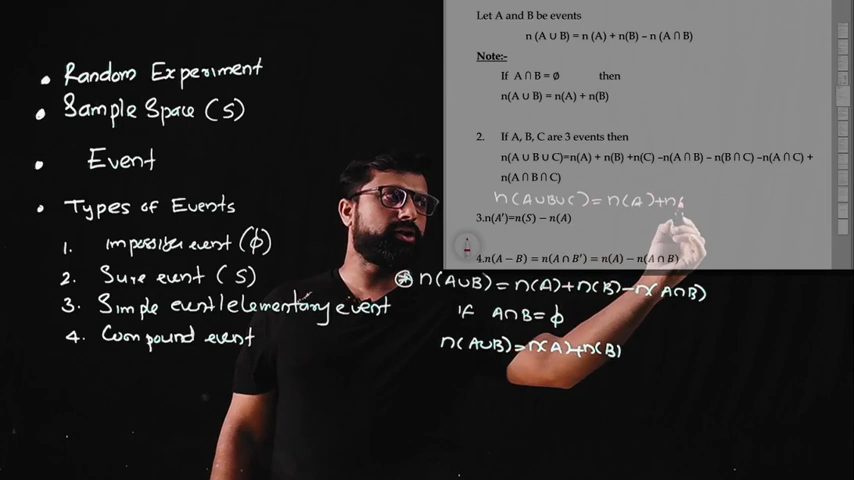 • Random Experiment
• Sample Space (S)
• Event
• Types of Events
1. impossible event (ϕ)
2. Sure event (S)
3. Simple event/elementary event
4. Compound event
Let A and B be events
n (A ∪ B) = n (A) + n(B) – n (A ∩ B)
Note:-
If A ∩ B = ∅ then
n(A ∪ B) = n(A) + n(B)
2. If A, B, C are 3 events then
n(A ∪ B ∪ C)=n(A) + n(B) +n(C) –n(A ∩ B) – n(B ∩ C) –n(A ∩ C) +
n(A ∩ B ∩ C)
n(A∪B∪C) = n(A)+n
3.n(A′)=n(S) − n(A)
4.n(A − B) = n(A ∩ B′) = n(A) − n(A ∩ B)
n(A∪B) = n(A)+n(B)−n(A∩B)
if A∩B = ϕ
n(A∪B) = n(A)+n(B)